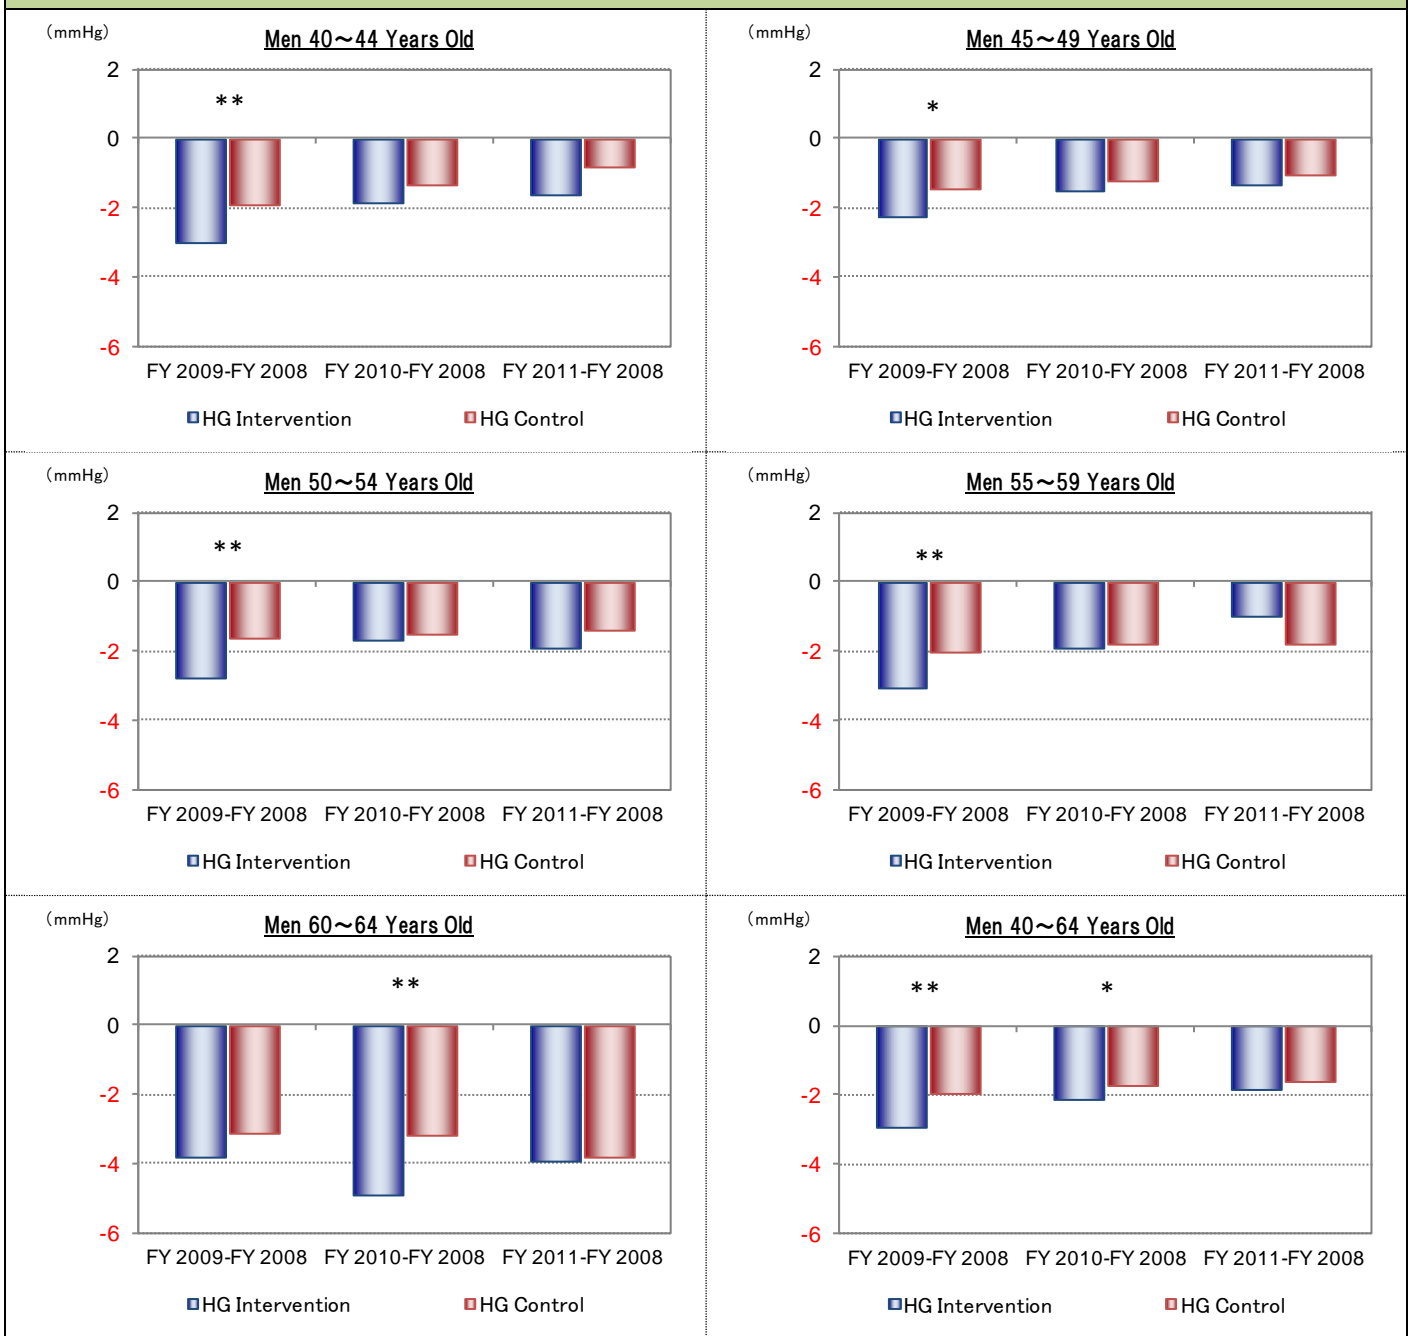 (mmHg)
Men 40～44 Years Old
**
2
0
-2
-4
-6
FY 2009-FY 2008 FY 2010-FY 2008 FY 2011-FY 2008
HG Intervention HG Control
(mmHg)
Men 45～49 Years Old
*
2
0
-2
-4
-6
FY 2009-FY 2008 FY 2010-FY 2008 FY 2011-FY 2008
HG Intervention HG Control
(mmHg)
Men 50～54 Years Old
**
2
0
-2
-4
-6
FY 2009-FY 2008 FY 2010-FY 2008 FY 2011-FY 2008
HG Intervention HG Control
(mmHg)
Men 55～59 Years Old
**
2
0
-2
-4
-6
FY 2009-FY 2008 FY 2010-FY 2008 FY 2011-FY 2008
HG Intervention HG Control
(mmHg)
Men 60～64 Years Old
**
2
0
-2
-4
-6
FY 2009-FY 2008 FY 2010-FY 2008 FY 2011-FY 2008
HG Intervention HG Control
(mmHg)
Men 40～64 Years Old
** *
2
0
-2
-4
-6
FY 2009-FY 2008 FY 2010-FY 2008 FY 2011-FY 2008
HG Intervention HG Control